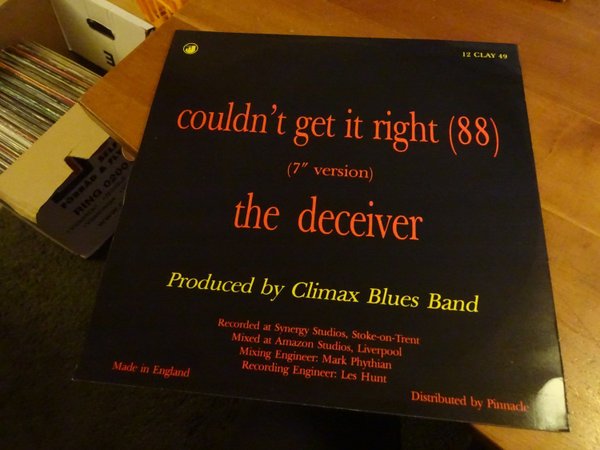 12 CLAY 49
couldn't get it right (88)
(7" version)
the deceiver
Produced by Climax Blues Band
Recorded at Synergy Studios, Stoke-on-Trent
Mixed at Amazon Studios, Liverpool
Mixing Engineer: Mark Phythian
Recording Engineer: Les Hunt
Made in England
Distributed by Pinnacle